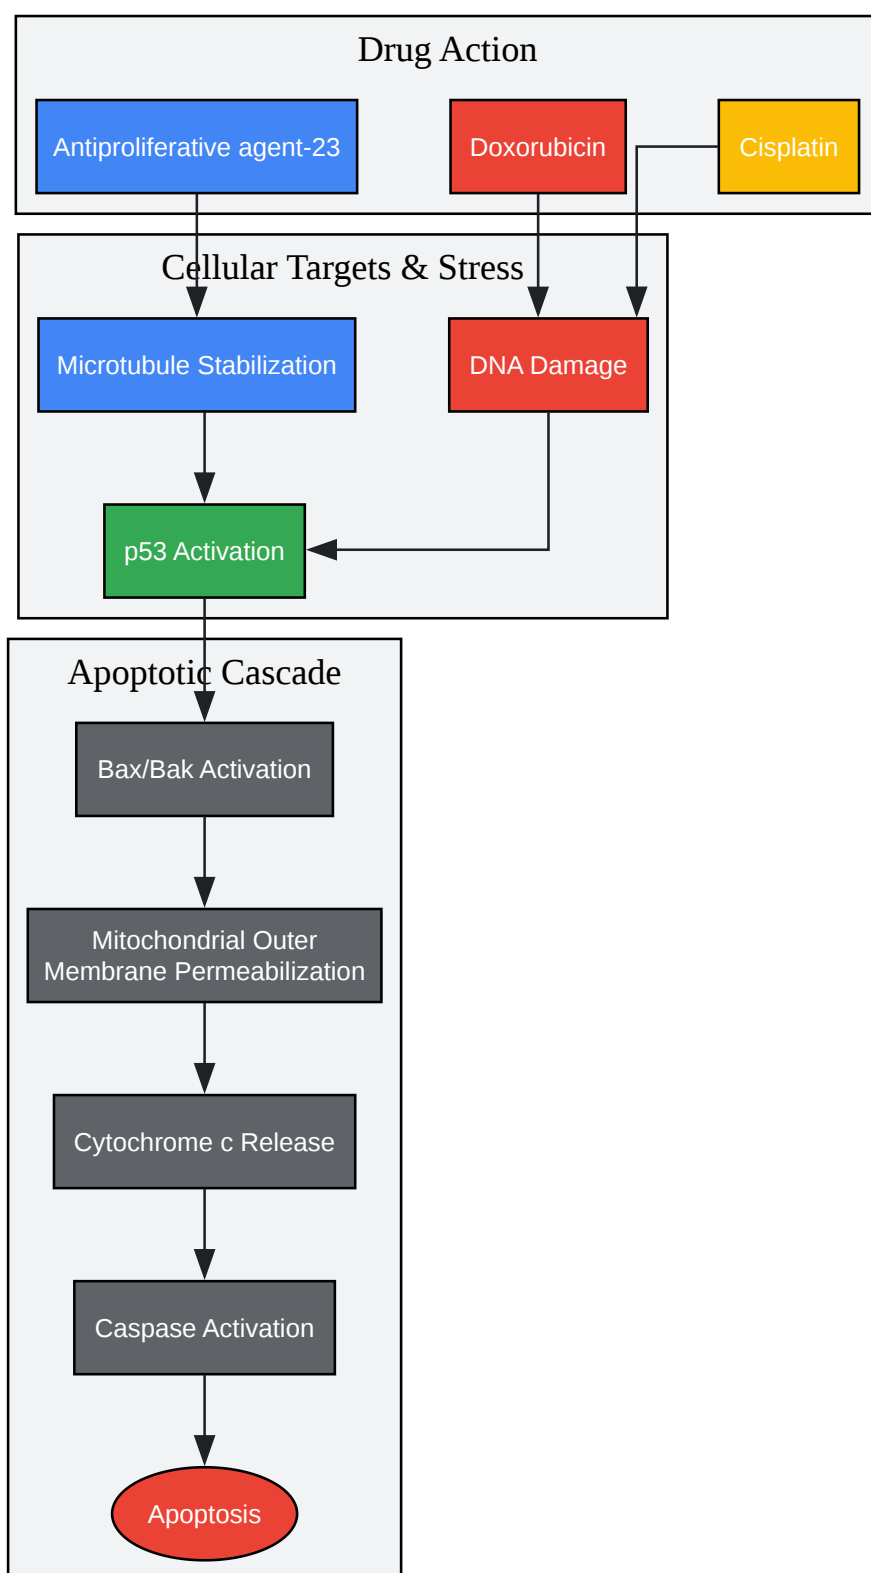 Drug Action
Antiproliferative agent-23
Doxorubicin
Cisplatin
Cellular Targets & Stress
Microtubule Stabilization
DNA Damage
p53 Activation
Apoptotic Cascade
Bax/Bak Activation
Mitochondrial Outer
Membrane Permeabilization
Cytochrome c Release
Caspase Activation
Apoptosis